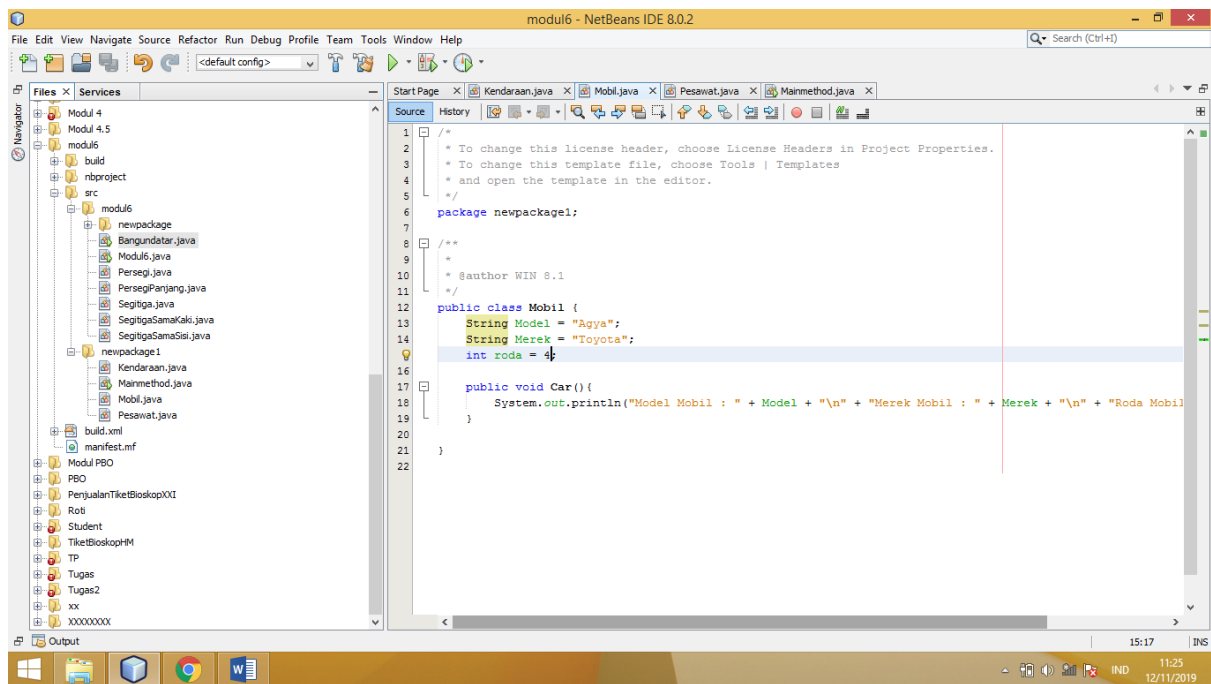 modul6 - NetBeans IDE 8.0.2
File Edit View Navigate Source Refactor Run Debug Profile Team Tools Window Help
Search (Ctrl+I)
<default config>
Files Services
Navigator
Modul 4
Modul 4.5
modul6
build
nbproject
src
modul6
newpackage
Bangundatar.java
Modul6.java
Persegi.java
PersegiPanjang.java
Segitiga.java
SegitigaSamaKaki.java
SegitigaSamaSisi.java
newpackage1
Kendaraan.java
Mainmethod.java
Mobil.java
Pesawat.java
build.xml
manifest.mf
Modul PBO
PBO
PenjualanTiketBioskopXXI
Roti
Student
TiketBioskopHM
TP
Tugas
Tugas2
xx
XXXXXXXX
Start Page Kendaraan.java Mobil.java Pesawat.java Mainmethod.java
Source History
1 /*
2 * To change this license header, choose License Headers in Project Properties.
3 * To change this template file, choose Tools | Templates
4 * and open the template in the editor.
5 */
6 package newpackage1;
7
8 /**
9 *
10 * @author WIN 8.1
11 */
12 public class Mobil {
13 String Model = "Agya";
14 String Merek = "Toyota";
int roda = 4;
16
17 public void Car(){
18 System.out.println("Model Mobil : " + Model + "\n" + "Merek Mobil : " + Merek + "\n" + "Roda Mobil
19 }
20
21 }
22
Output
15:17 INS
IND 11:25
12/11/2019